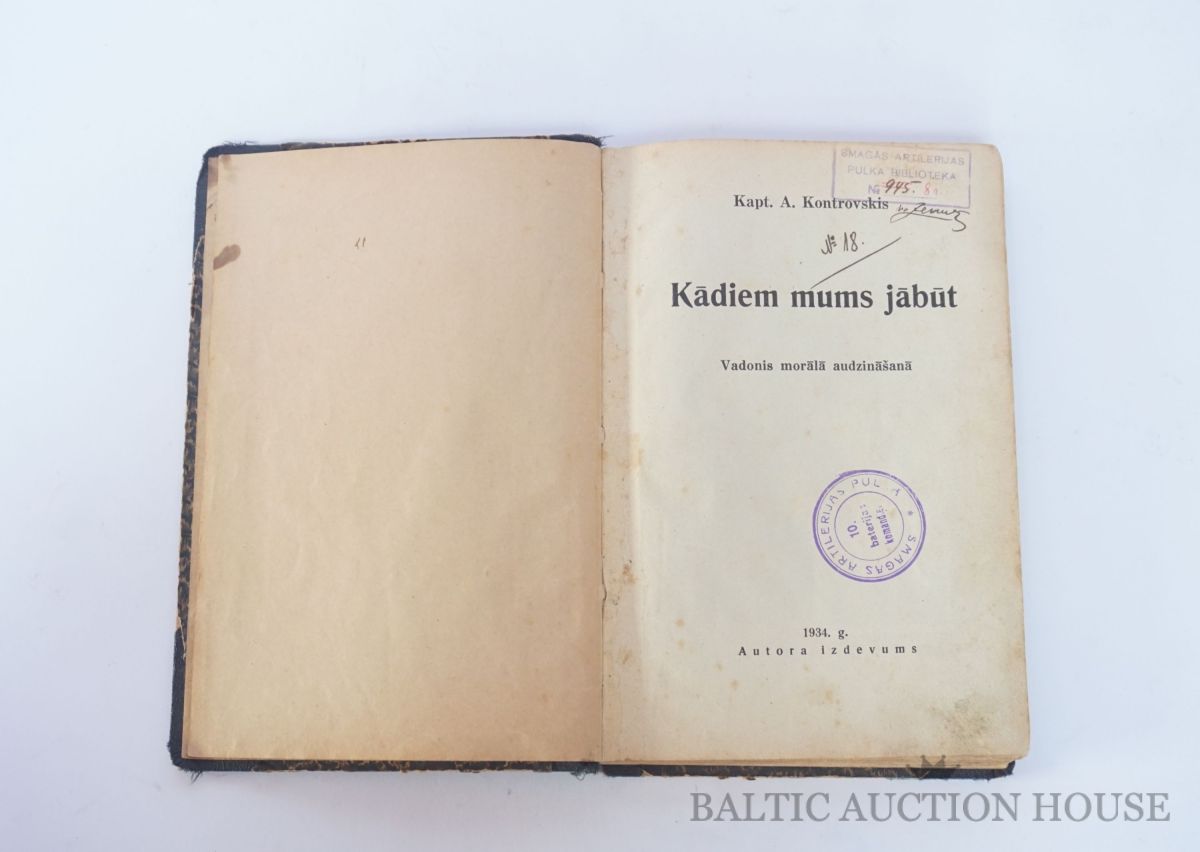 SMAGĀS ARTILERIJAS
PULKA BIBLIOTEKA
№ 945.
Kapt. A. Kontrovskis
№ 18.
Kādiem mums jābūt
Vadonis morālā audzināšanā
SMAGĀS ARTILERIJAS PULKA *
10.
baterijas
1934. g.
Autora izdevums
BALTIC AUCTION HOUSE